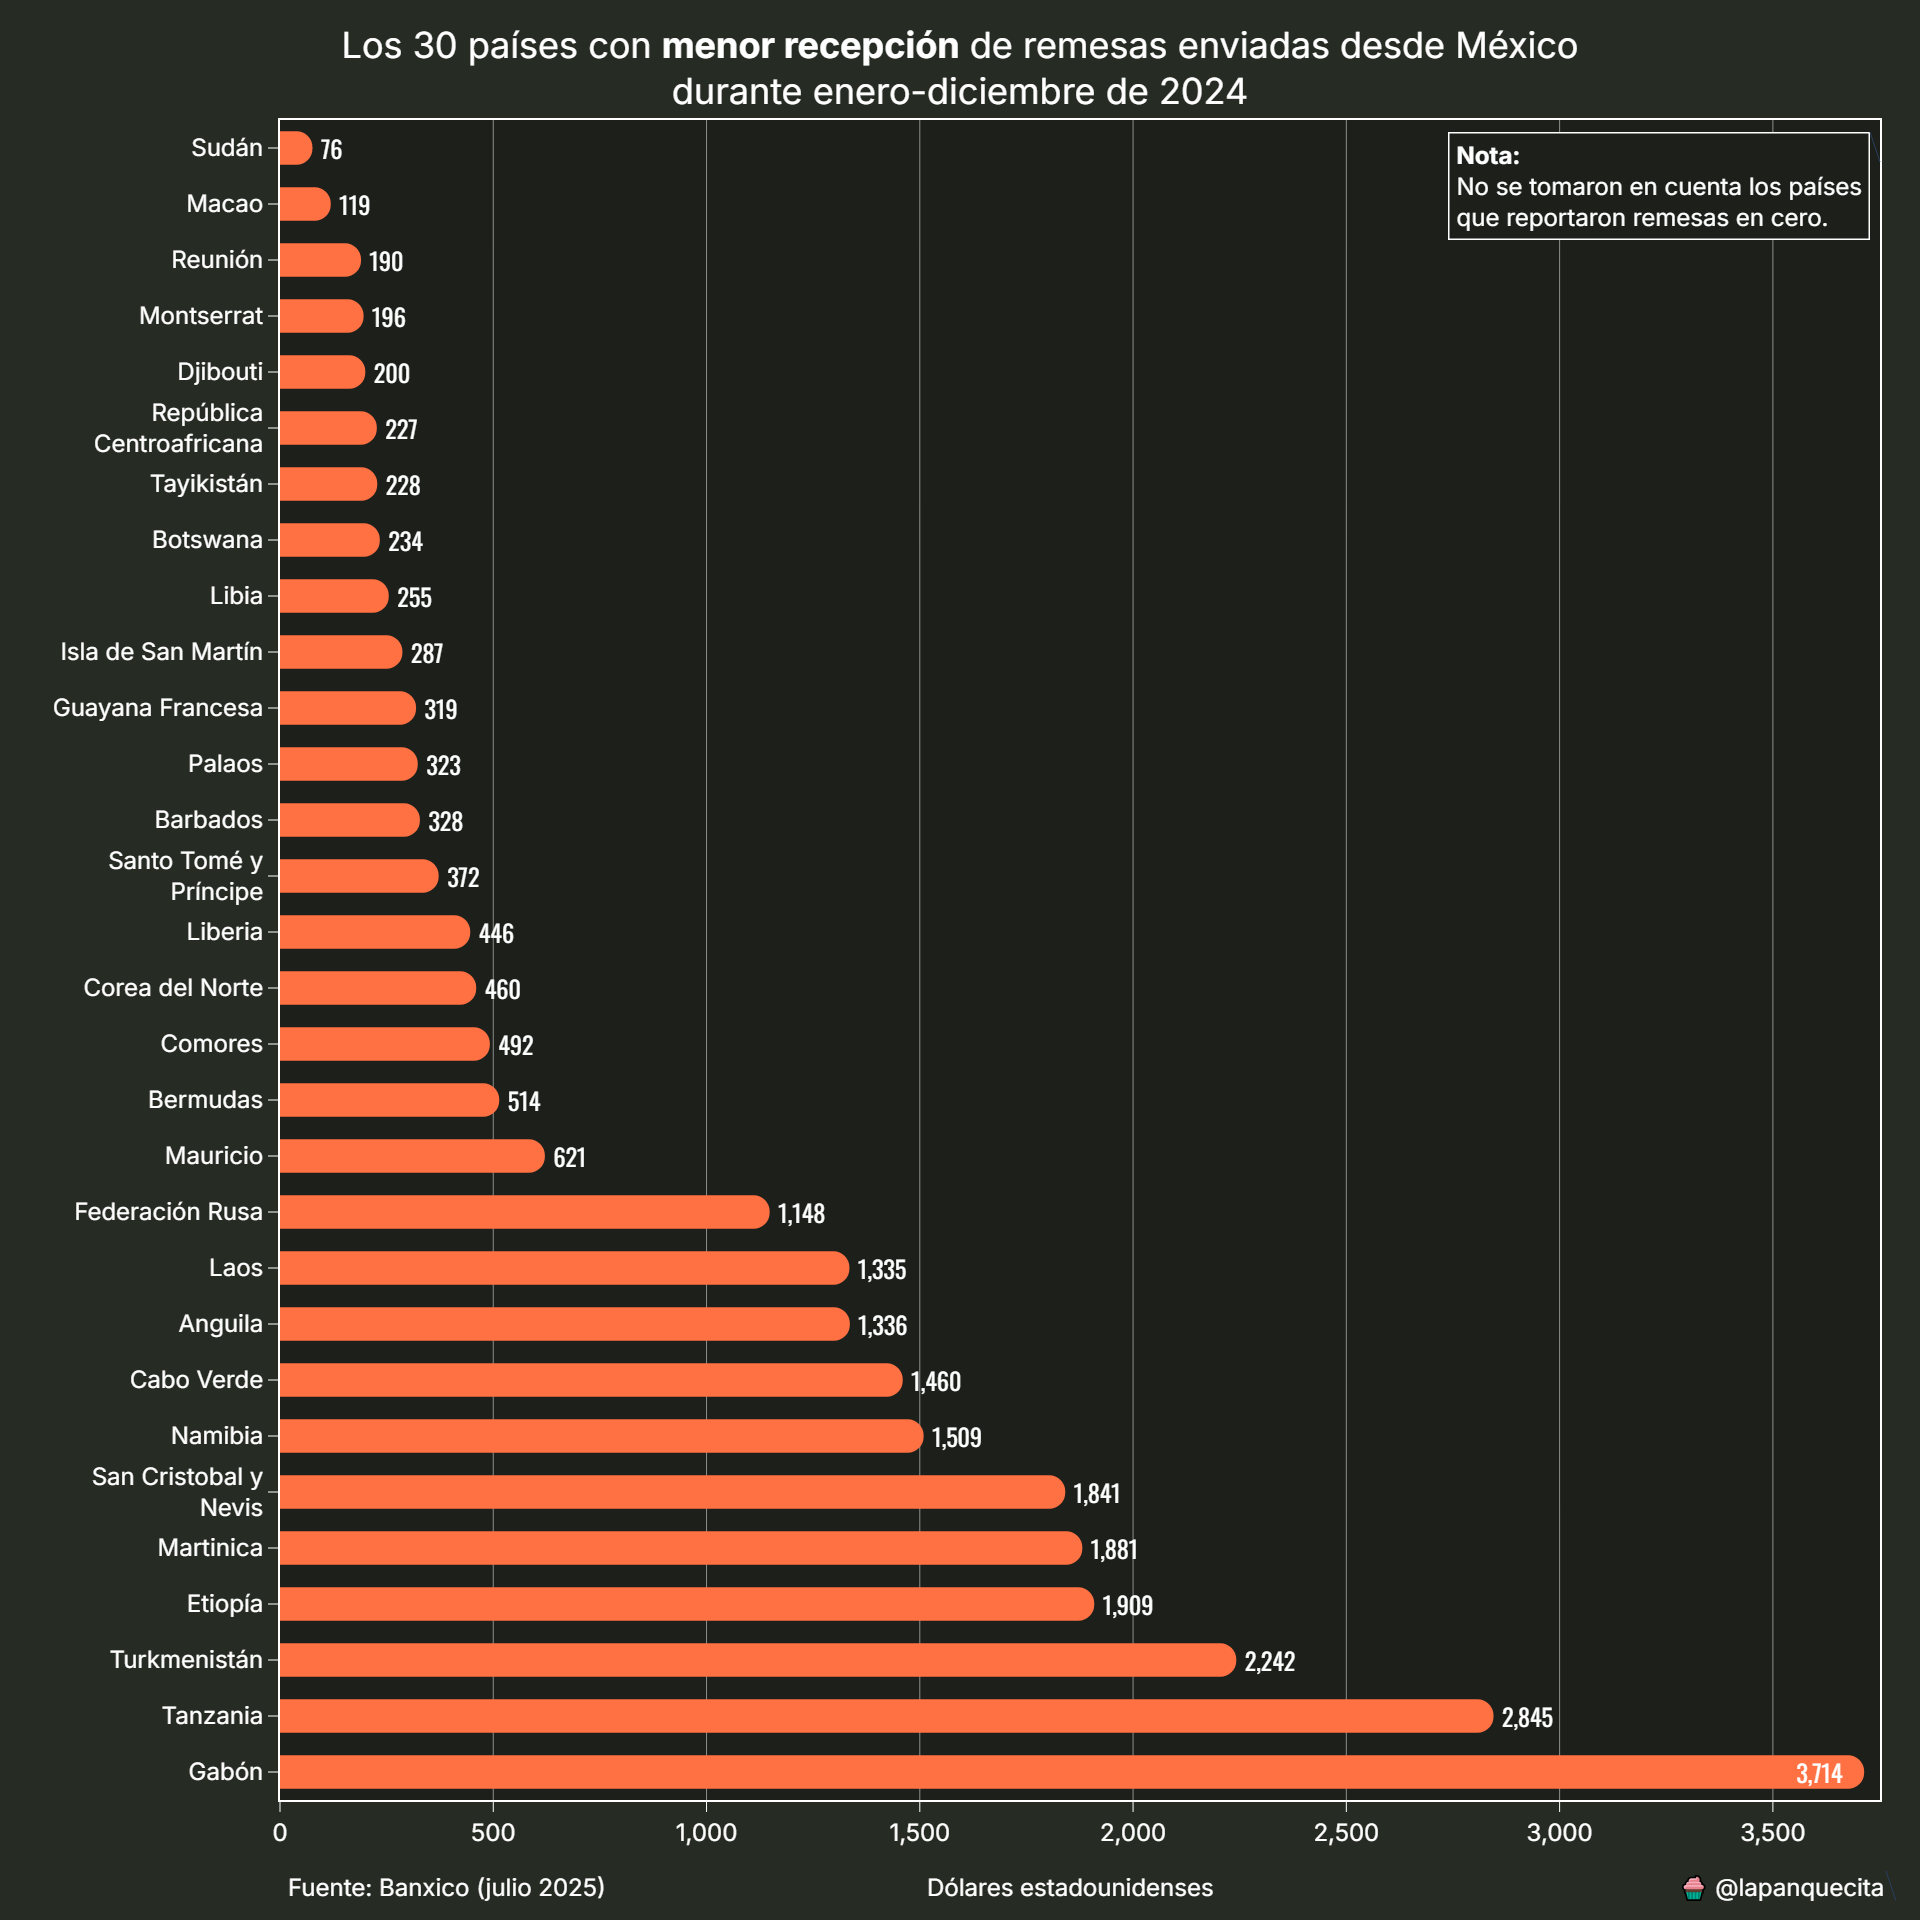 Los 30 países con menor recepción de remesas enviadas desde México
durante enero-diciembre de 2024
Nota:
No se tomaron en cuenta los países
que reportaron remesas en cero.
Sudán 76
Macao 119
Reunión 190
Montserrat 196
Djibouti 200
República
Centroafricana 227
Tayikistán 228
Botswana 234
Libia 255
Isla de San Martín 287
Guayana Francesa 319
Palaos 323
Barbados 328
Santo Tomé y
Príncipe 372
Liberia 446
Corea del Norte 460
Comores 492
Bermudas 514
Mauricio 621
Federación Rusa 1,148
Laos 1,335
Anguila 1,336
Cabo Verde 1,460
Namibia 1,509
San Cristobal y
Nevis 1,841
Martinica 1,881
Etiopía 1,909
Turkmenistán 2,242
Tanzania 2,845
Gabón 3,714
0 500 1,000 1,500 2,000 2,500 3,000 3,500
Fuente: Banxico (julio 2025) Dólares estadounidenses @lapanquecita